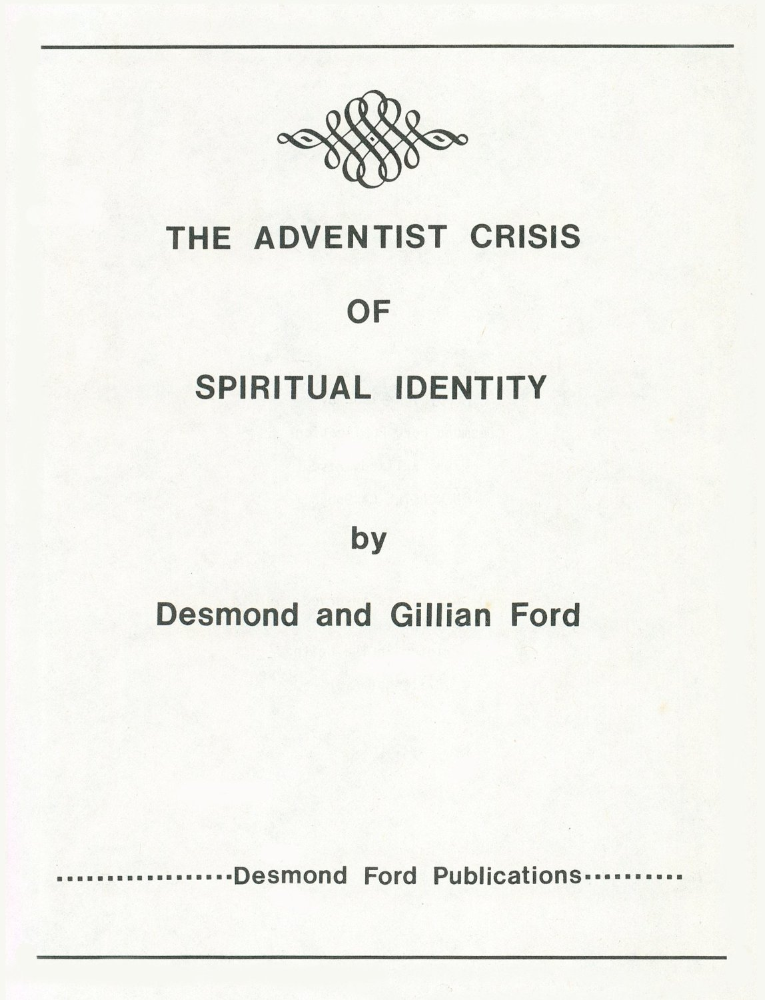 THE ADVENTIST CRISIS
OF
SPIRITUAL IDENTITY
by
Desmond and Gillian Ford
Desmond Ford Publications